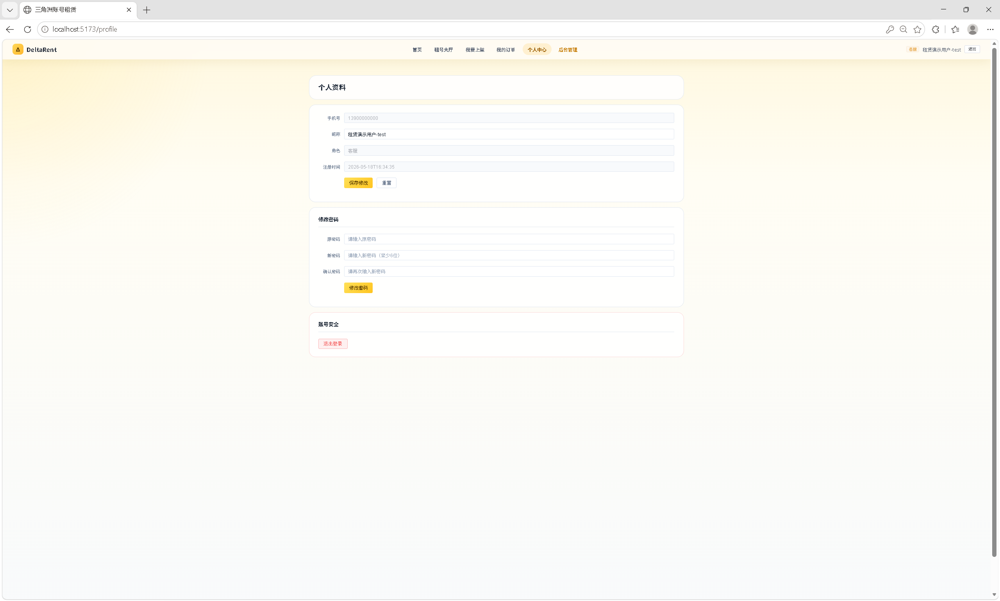 三角洲账号租赁
localhost:5173/profile
Δ DeltaRent 首页 租号大厅 我要上架 我的订单 个人中心 后台管理 客服 租赁演示用户-test 退出
个人资料
手机号 13900000000
昵称 租赁演示用户-test
角色 客服
注册时间 2026-05-18T16:34:35
保存修改 重置
修改密码
原密码 请输入原密码
新密码 请输入新密码（至少6位）
确认密码 请再次输入新密码
修改密码
账号安全
退出登录